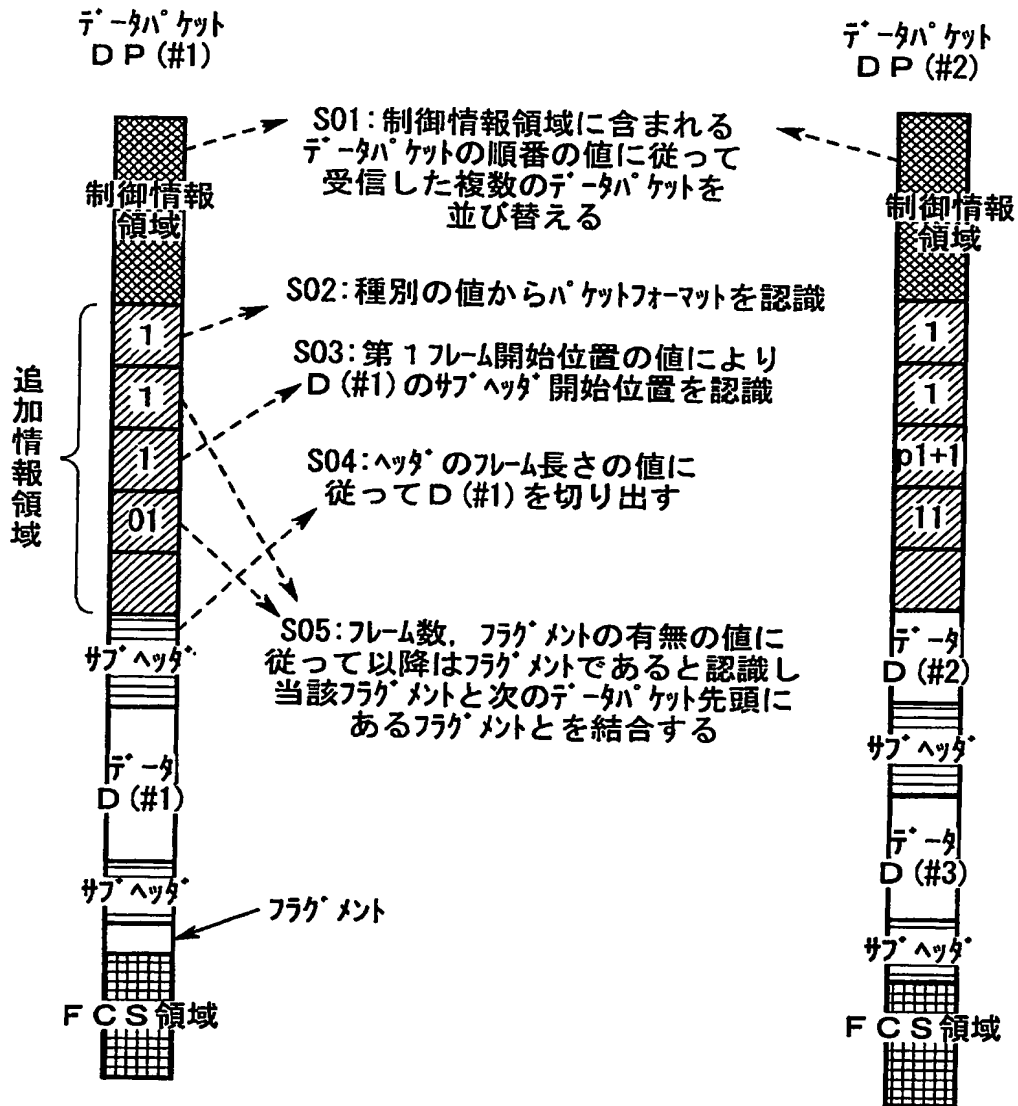 データパケット
DP(#1)
データパケット
DP(#2)
S01:制御情報領域に含まれる
データパケットの順番の値に従って
受信した複数のデータパケットを
並び替える
制御情報
領域
制御情報
領域
S02:種別の値からパケットフォーマットを認識
S03:第1フレーム開始位置の値により
D(#1)のサブヘッダ開始位置を認識
S04:ヘッダのフレーム長さの値に
従ってD(#1)を切り出す
S05:フレーム数,フラグメントの有無の値に
従って以降はフラグメントであると認識し
当該フラグメントと次のデータパケット先頭に
あるフラグメントとを結合する
追加情報領域
1
1
1
01
サブヘッダ
データ
D(#1)
サブヘッダ
フラグメント
FCS領域
1
1
p1+1
11
データ
D(#2)
サブヘッダ
データ
D(#3)
サブヘッダ
FCS領域